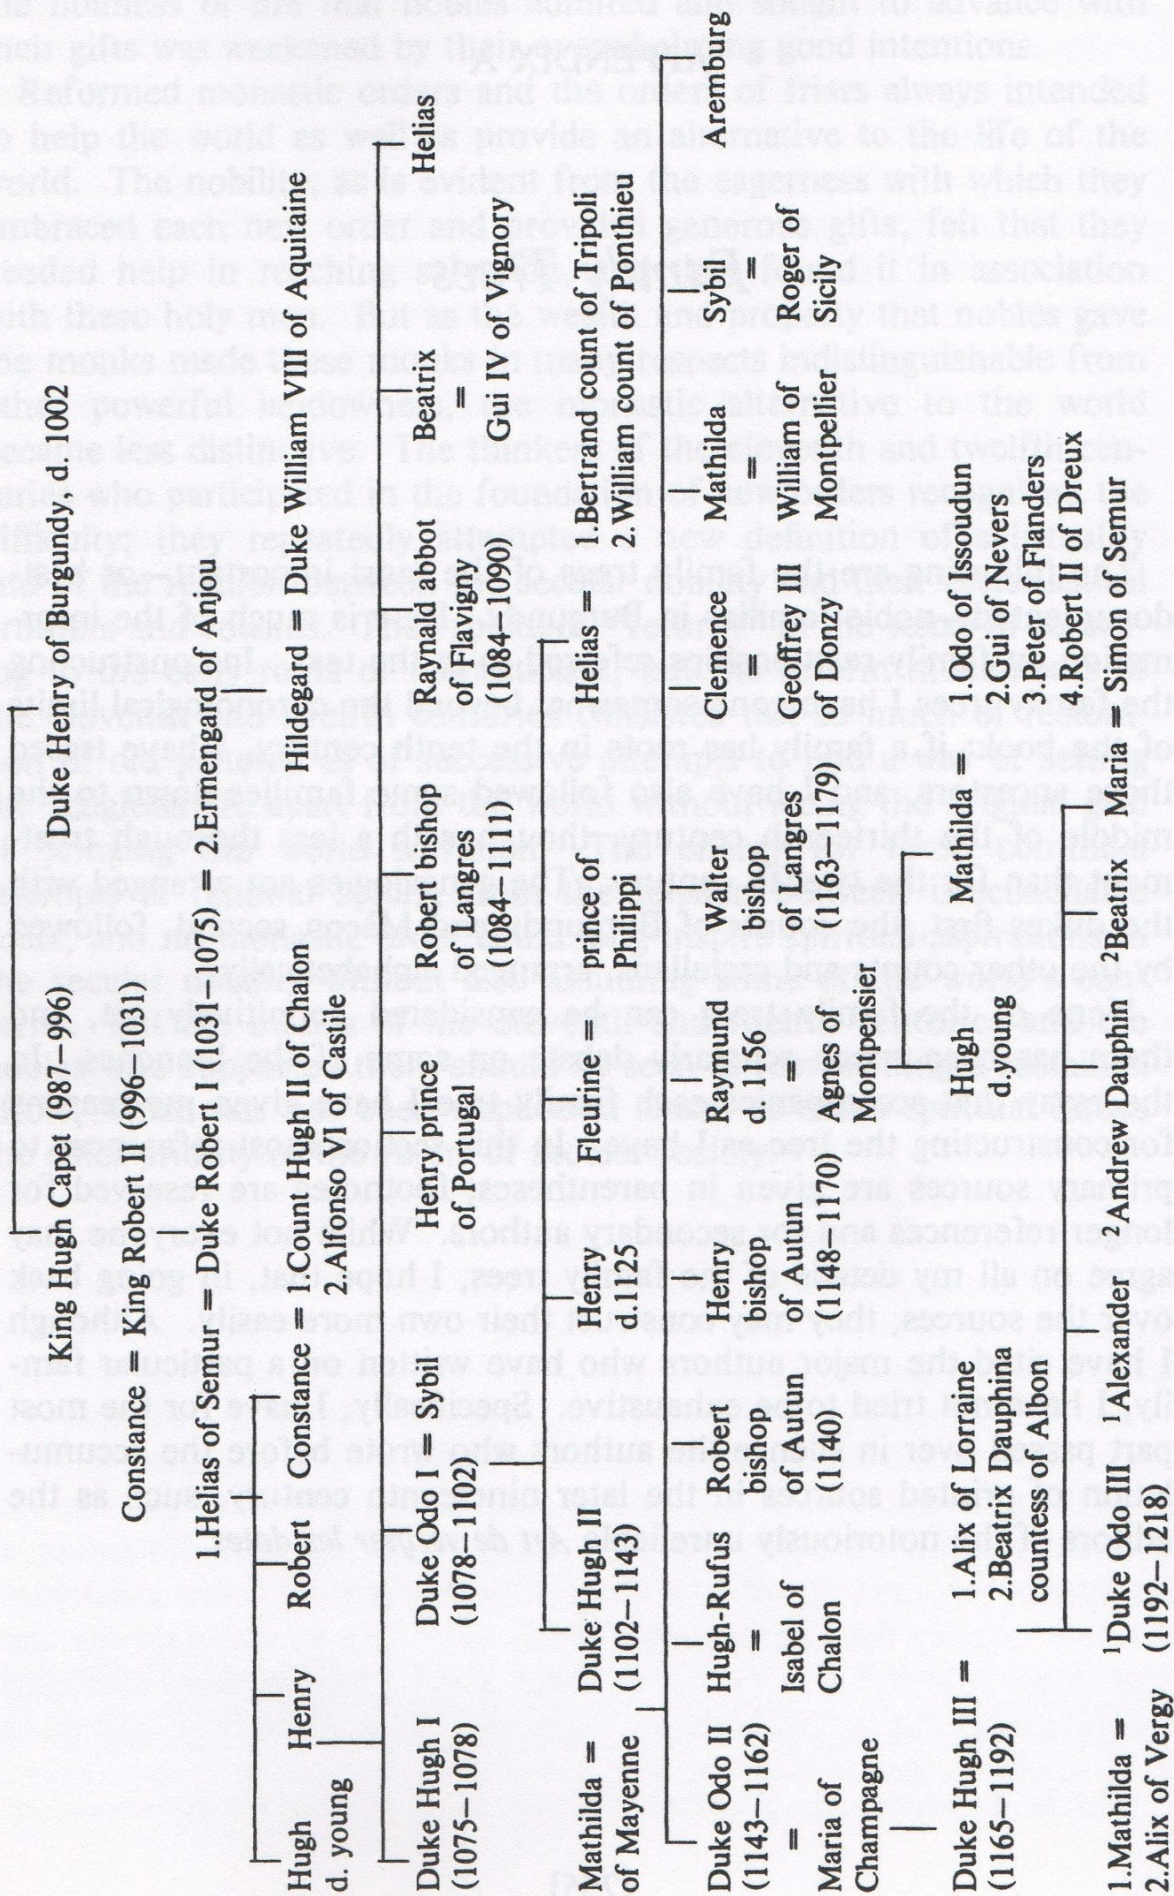 King Hugh Capet (987–996) Duke Henry of Burgundy, d. 1002
Constance = King Robert (996–1031)
1.Helias of Semur = Duke Robert I (1031–1075) = 2.Ermengard of Anjou
Hugh Henry Robert Constance = 1.Count Hugh II of Chalon Hildegard = Duke William VIII of Aquitaine
d. young 2.Alfonso VI of Castile
Duke Hugh I Duke Odo I = Sybil Henry prince Robert bishop Raynald abbot Beatrix Helias
(1075–1078) (1078–1102) of Portugal of Langres of Flavigny =
(1084–1090) Gui IV of Vignory
Mathilda = Duke Hugh II Henry Fleurine = prince of Helias = 1.Bertrand count of Tripoli
of Mayenne (1102–1143) d.1125 Philippi 2. William count of Ponthieu
Duke Odo II Hugh-Rufus Robert Henry Raymund Walter Clemence Mathilda Sybil Aremburg
(1143–1162) = bishop bishop d.1156 bishop = = =
= Isabel of of Autun of Autun = of Langres Geoffrey III William of Roger of
Maria of Chalon (1140) (1148–1170) Agnes of (1163–1179) of Donzy Montpellier Sicily
Champagne Montpensier
Duke Hugh III = 1.Alix of Lorraine Hugh Mathilda = 1.Odo of Issoudun
(1165–1192) 2.Beatrix Dauphina d.young 2.Gui of Nevers
countess of Albon 3.Peter of Flanders
4.Robert II of Dreux
1.Mathilda = ¹Duke Odo III ¹Alexander ²Andrew Dauphin ²Beatrix Maria = Simon of Semur
2.Alix of Vergy (1192–1218)